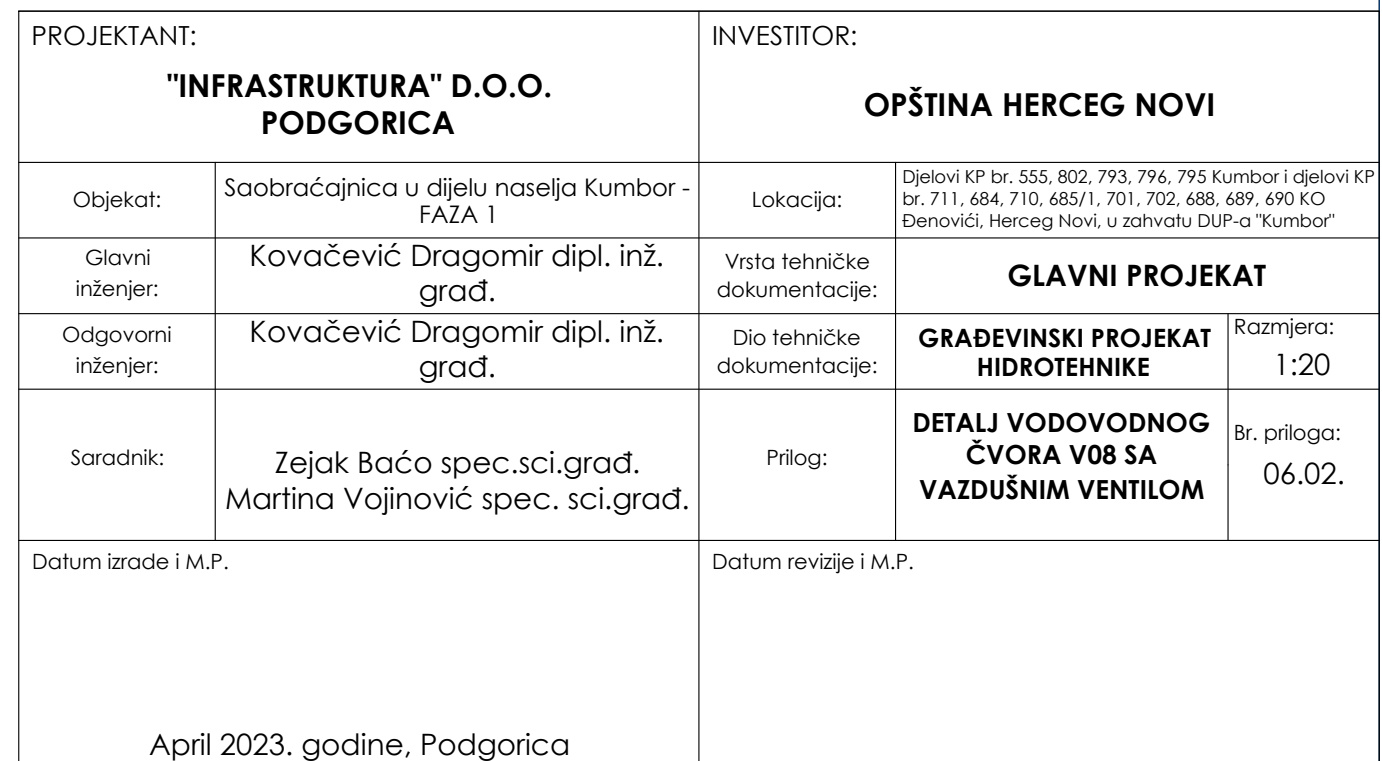 PROJEKTANT:
"INFRASTRUKTURA" D.O.O.
PODGORICA
INVESTITOR:
OPŠTINA HERCEG NOVI
Objekat:
Saobraćajnica u dijelu naselja Kumbor -
FAZA 1
Lokacija:
Djelovi KP br. 555, 802, 793, 796, 795 Kumbor i djelovi KP
br. 711, 684, 710, 685/1, 701, 702, 688, 689, 690 KO
Đenovići, Herceg Novi, u zahvatu DUP-a "Kumbor"
Glavni
inženjer:
Kovačević Dragomir dipl. inž.
građ.
Vrsta tehničke
dokumentacije:
GLAVNI PROJEKAT
Odgovorni
inženjer:
Kovačević Dragomir dipl. inž.
građ.
Dio tehničke
dokumentacije:
GRAĐEVINSKI PROJEKAT
HIDROTEHNIKE
Razmjera:
1:20
Saradnik:
Zejak Baćo spec.sci.građ.
Martina Vojinović spec. sci.građ.
Prilog:
DETALJ VODOVODNOG
ČVORA V08 SA
VAZDUŠNIM VENTILOM
Br. priloga:
06.02.
Datum izrade i M.P.
April 2023. godine, Podgorica
Datum revizije i M.P.